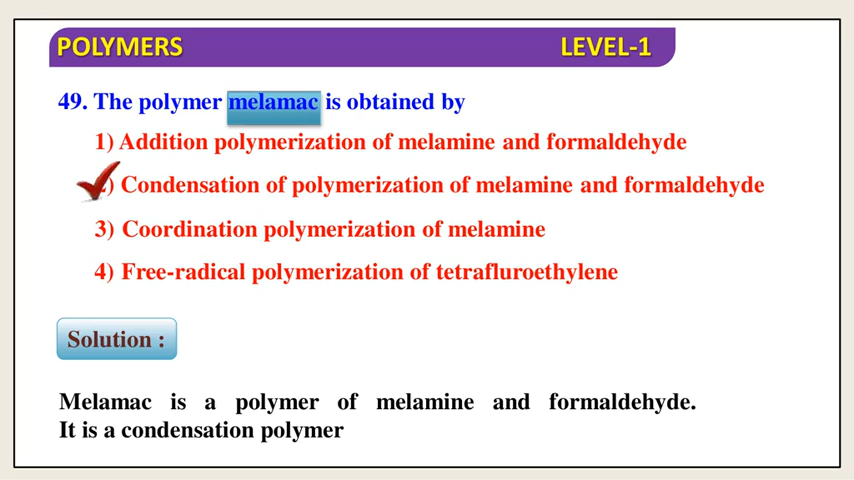 POLYMERS LEVEL-1
49. The polymer melamac is obtained by
1) Addition polymerization of melamine and formaldehyde
2) Condensation of polymerization of melamine and formaldehyde
3) Coordination polymerization of melamine
4) Free-radical polymerization of tetrafluroethylene
Solution :
Melamac is a polymer of melamine and formaldehyde.
It is a condensation polymer